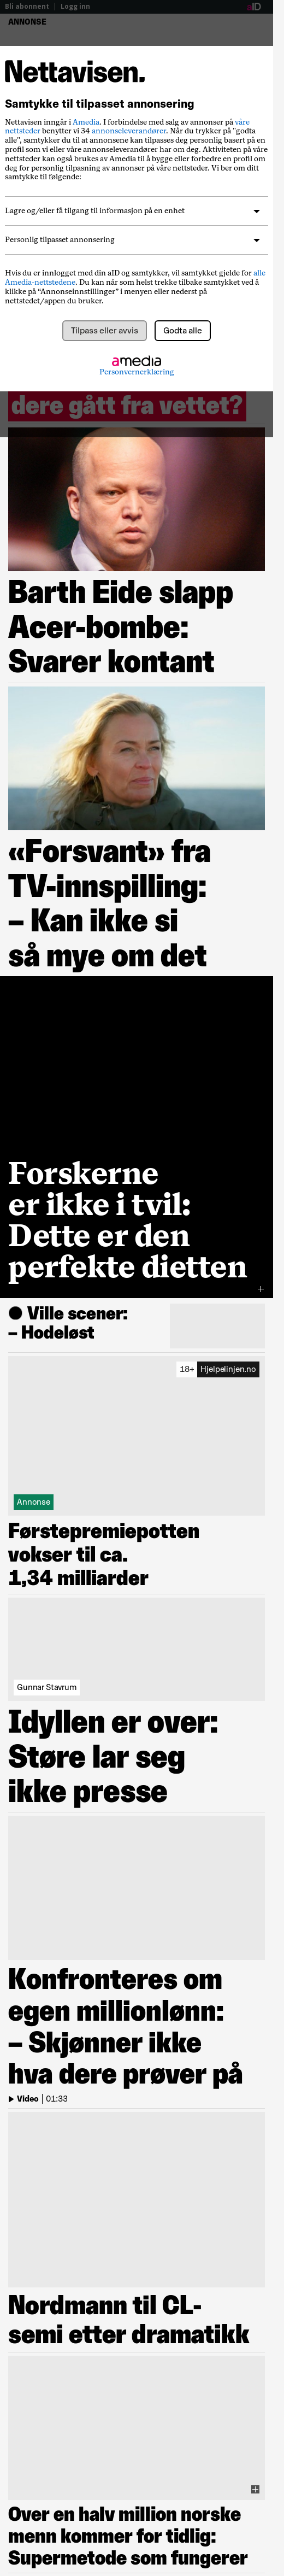 Bli abonnent | Logg inn
aID
ANNONSE
Nettavisen.
Samtykke til tilpasset annonsering
Nettavisen inngår i Amedia. I forbindelse med salg av annonser på våre
nettsteder benytter vi 34 annonseleverandører. Når du trykker på "godta
alle", samtykker du til at annonsene kan tilpasses deg personlig basert på en
profil som vi eller våre annonseleverandører har om deg. Aktiviteten på våre
nettsteder kan også brukes av Amedia til å bygge eller forbedre en profil om
deg for personlig tilpasning av annonser på våre nettsteder. Vi ber om ditt
samtykke til følgende:
Lagre og/eller få tilgang til informasjon på en enhet
Personlig tilpasset annonsering
Hvis du er innlogget med din aID og samtykker, vil samtykket gjelde for alle
Amedia-nettstedene. Du kan når som helst trekke tilbake samtykket ved å
klikke på “Annonseinnstillinger” i menyen eller nederst på
nettstedet/appen du bruker.
Tilpass eller avvis
Godta alle
amedia
Personvernerklæring
dere gått fra vettet?
Barth Eide slapp
Acer-bombe:
Svarer kontant
«Forsvant» fra
TV-innspilling:
– Kan ikke si
så mye om det
Forskerne
er ikke i tvil:
Dette er den
perfekte dietten
Ville scener:
– Hodeløst
18+ Hjelpelinjen.no
Annonse
Førstepremiepotten
vokser til ca.
1,34 milliarder
Gunnar Stavrum
Idyllen er over:
Støre lar seg
ikke presse
Konfronteres om
egen millionlønn:
– Skjønner ikke
hva dere prøver på
Video | 01:33
Nordmann til CL-
semi etter dramatikk
Over en halv million norske
menn kommer for tidlig:
Supermetode som fungerer